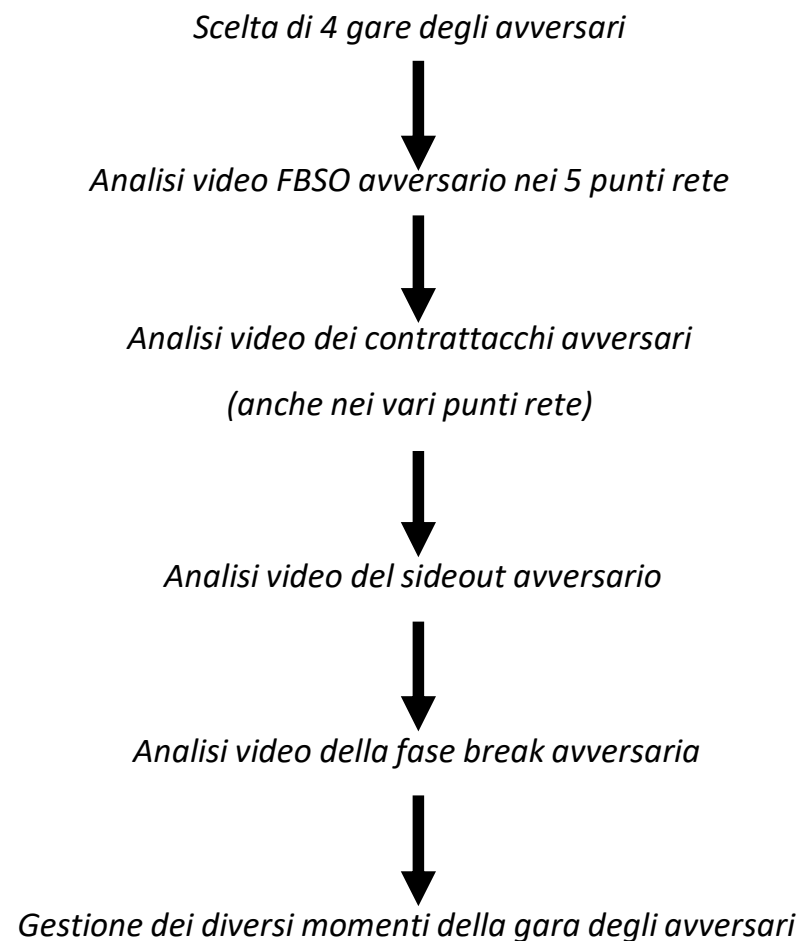 Scelta di 4 gare degli avversari
Analisi video FBSO avversario nei 5 punti rete
Analisi video dei contrattacchi avversari
(anche nei vari punti rete)
Analisi video del sideout avversario
Analisi video della fase break avversaria
Gestione dei diversi momenti della gara degli avversari